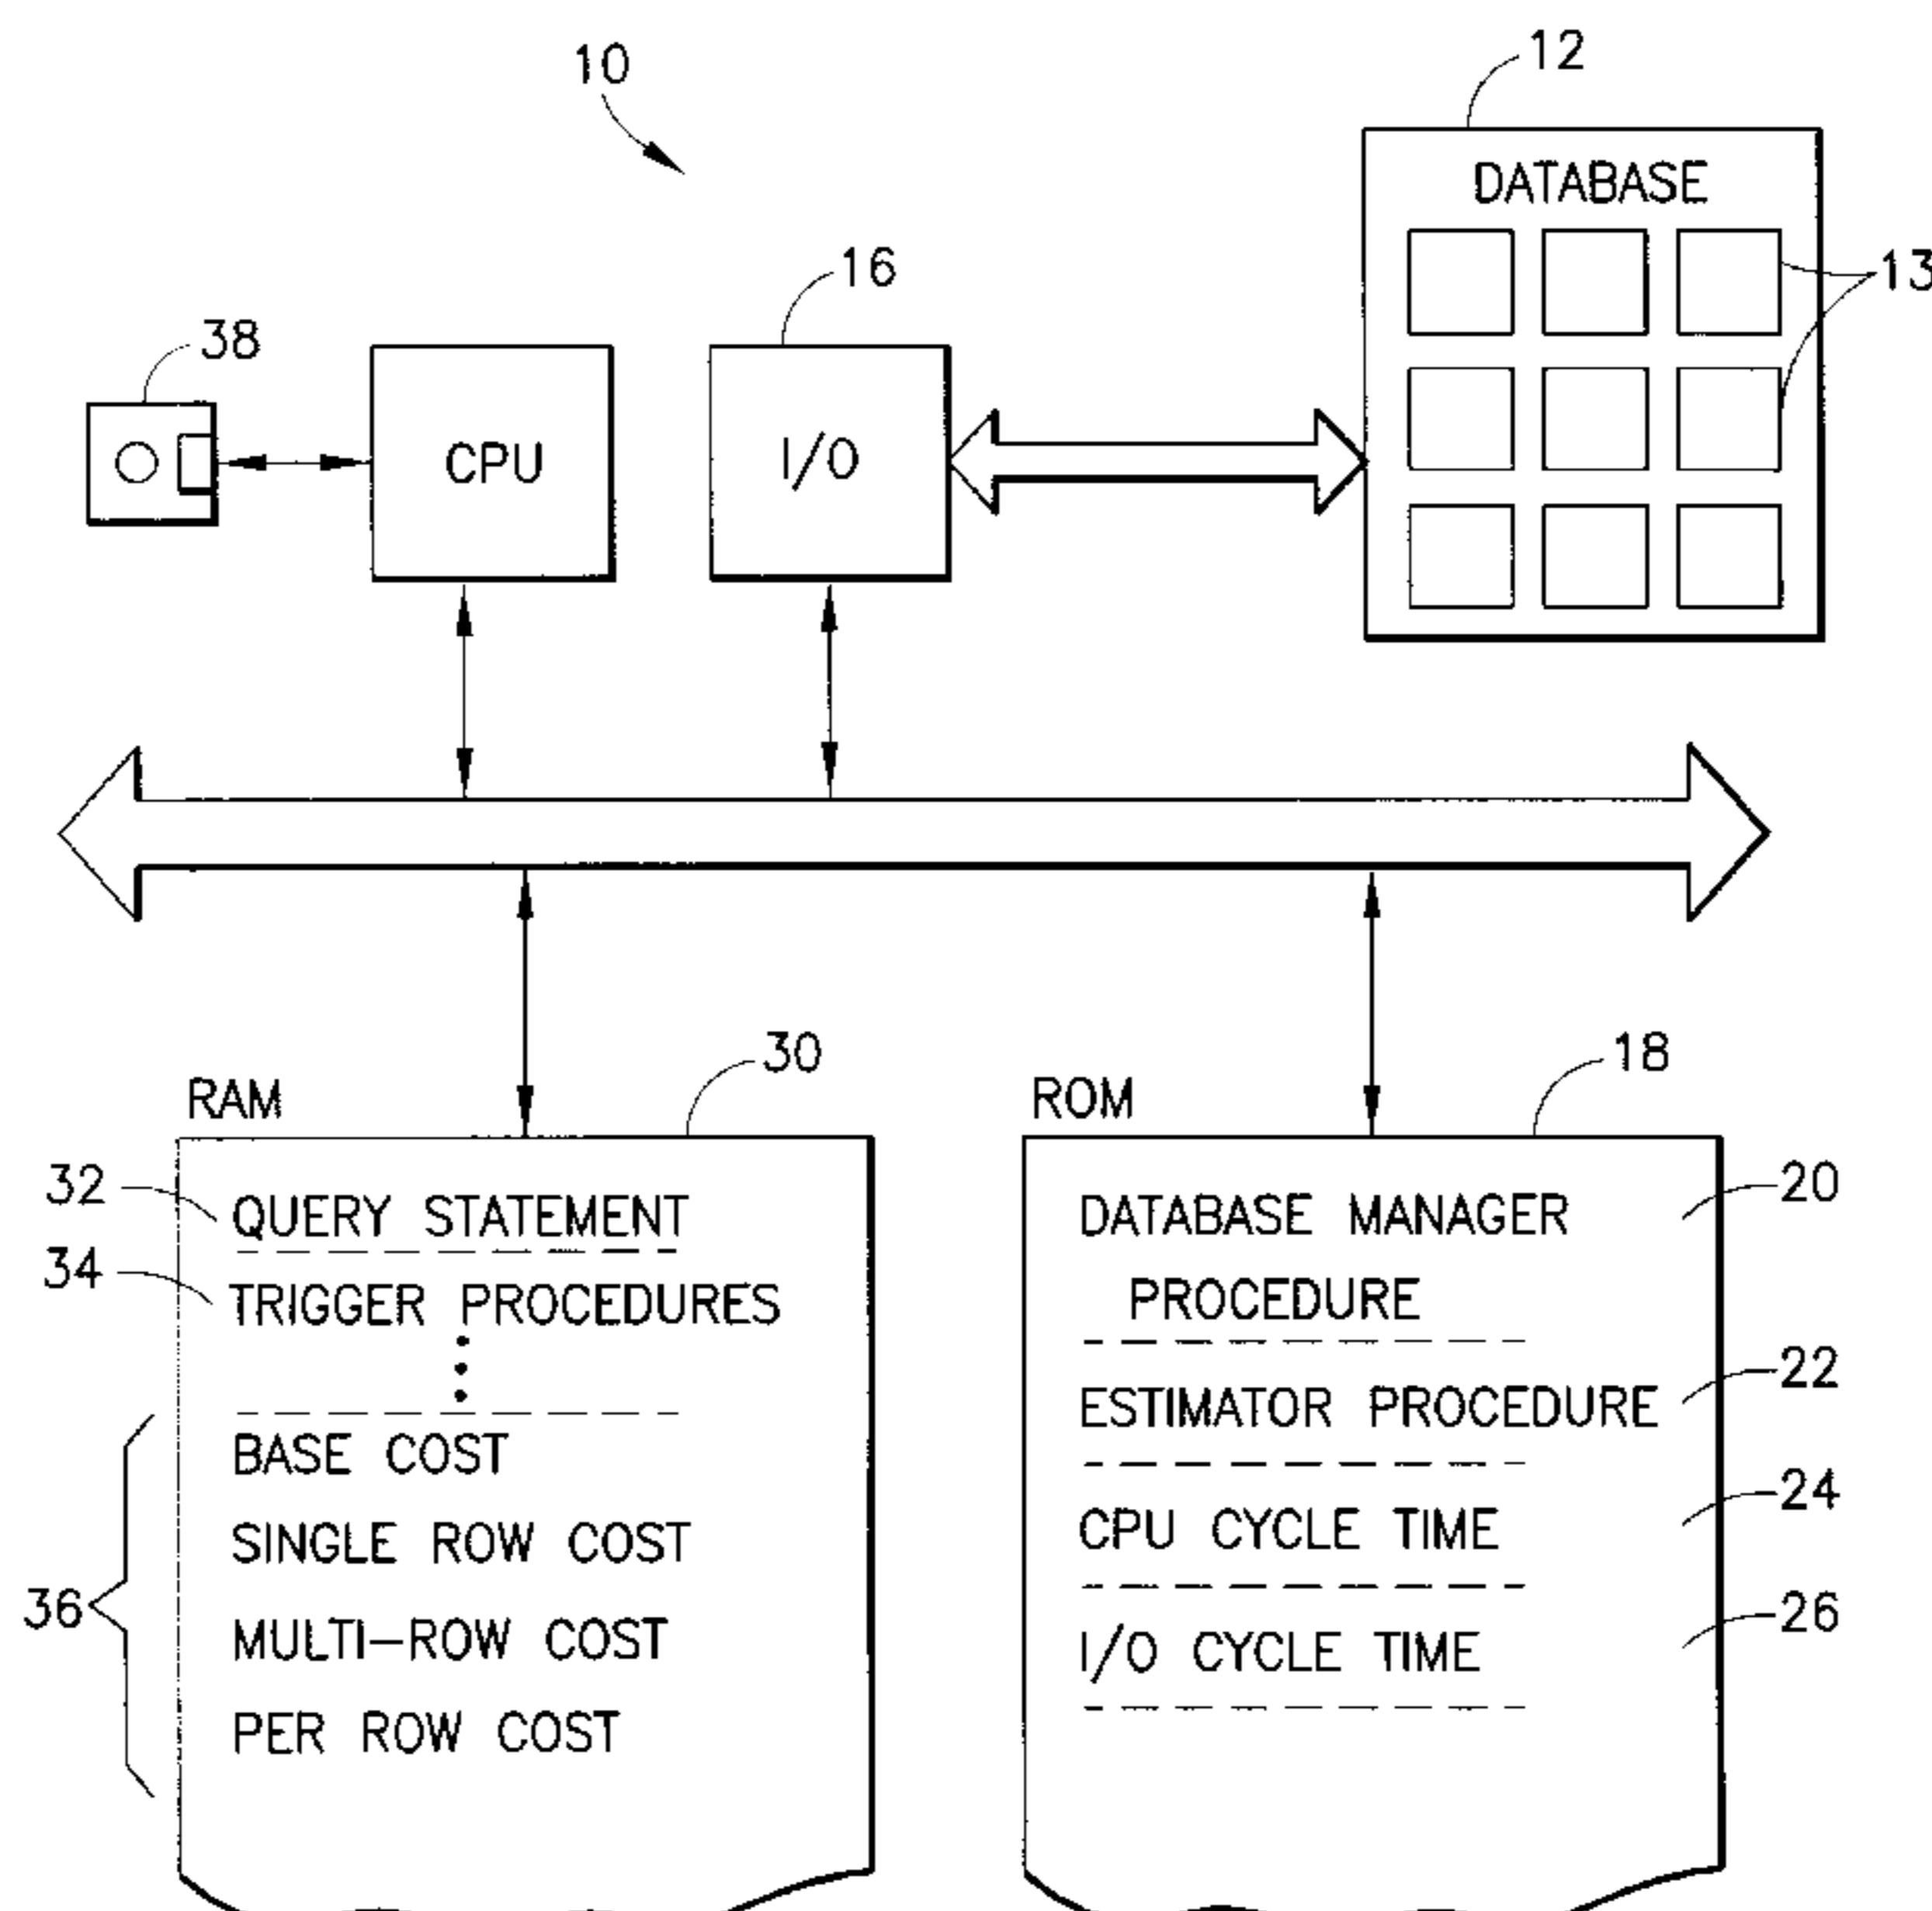 10
12
DATABASE
13
16
38
CPU
I/O
RAM
30
ROM
18
32
QUERY STATEMENT
34
TRIGGER PROCEDURES
36
BASE COST
SINGLE ROW COST
MULTI-ROW COST
PER ROW COST
DATABASE MANAGER
PROCEDURE
20
ESTIMATOR PROCEDURE
22
CPU CYCLE TIME
24
I/O CYCLE TIME
26